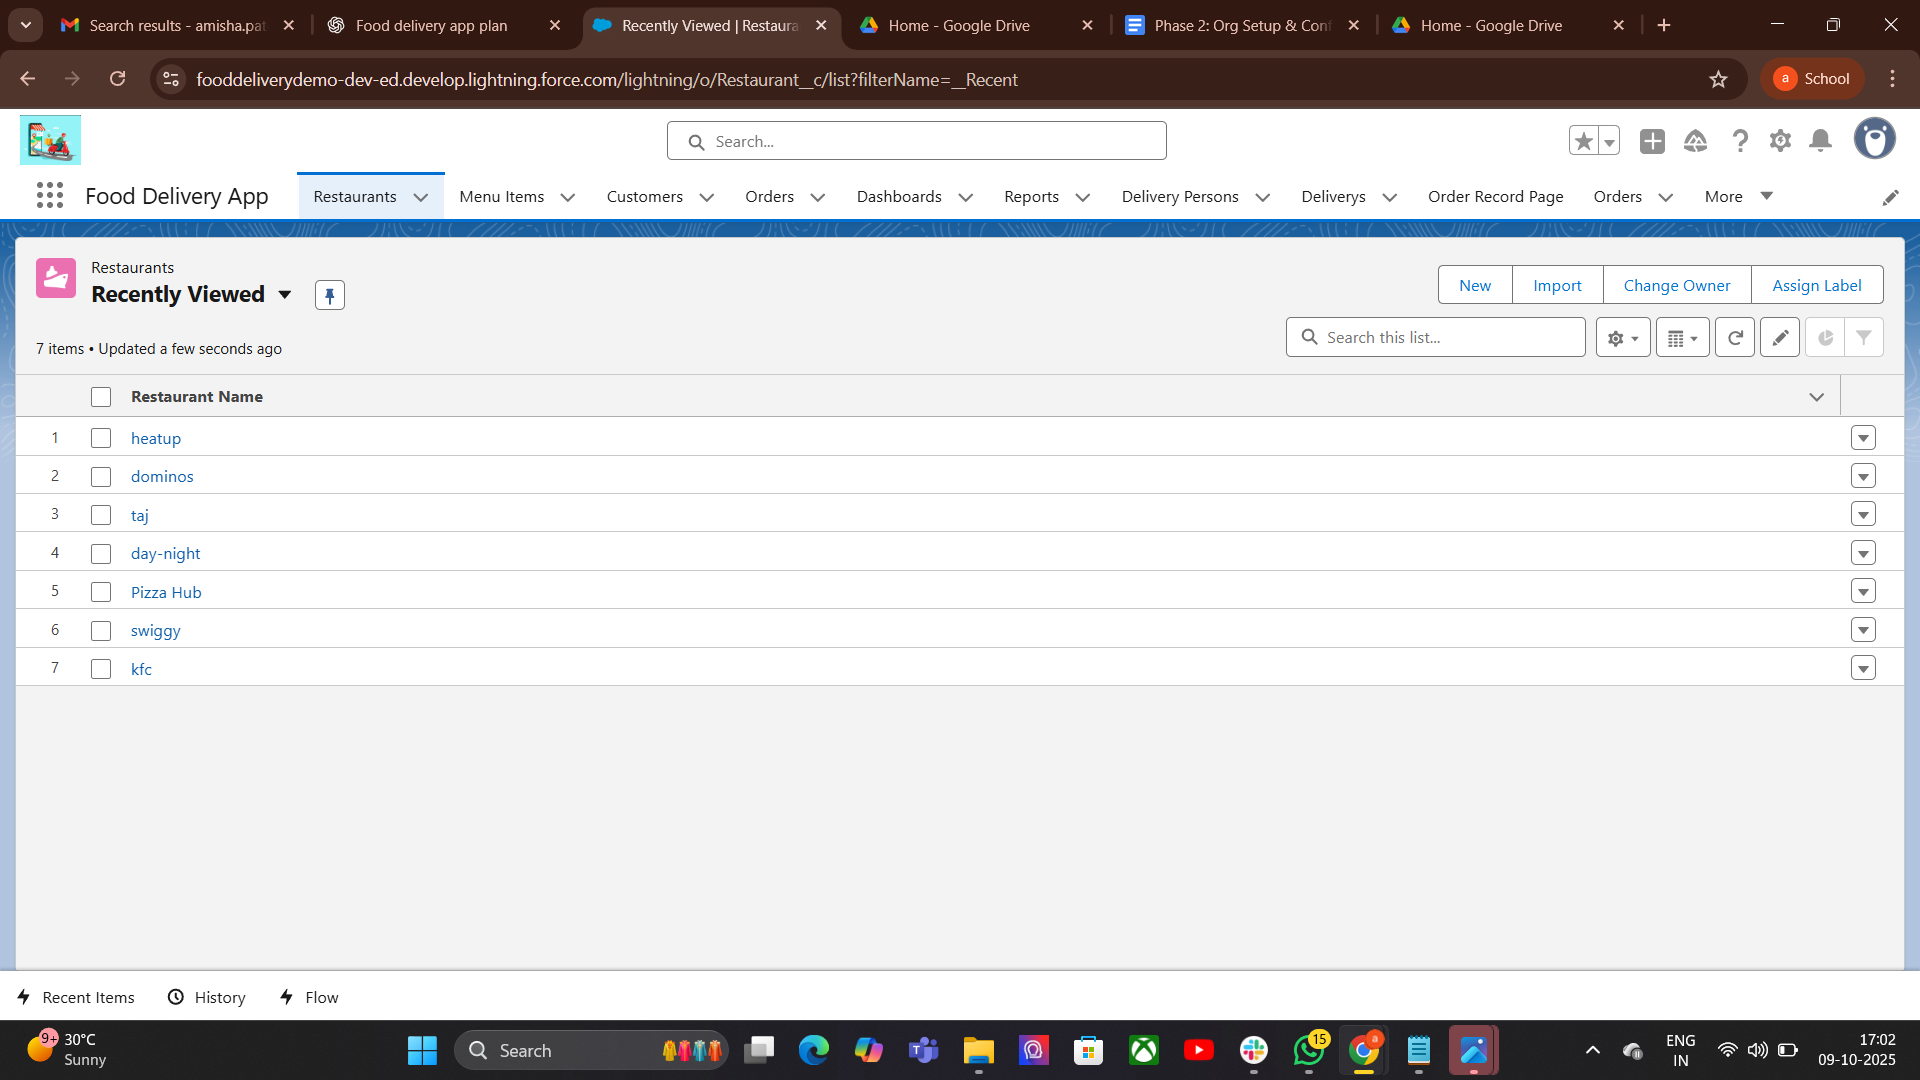 Search results - amisha.pat
Food delivery app plan
Recently Viewed | Restaura
Home - Google Drive
Phase 2: Org Setup & Conf
Home - Google Drive
fooddeliverydemo-dev-ed.develop.lightning.force.com/lightning/o/Restaurant__c/list?filterName=__Recent
a School
Search...
Food Delivery App
Restaurants
Menu Items
Customers
Orders
Dashboards
Reports
Delivery Persons
Deliverys
Order Record Page
Orders
More
Restaurants
Recently Viewed
New
Import
Change Owner
Assign Label
7 items • Updated a few seconds ago
Search this list...
Restaurant Name
1 heatup
2 dominos
3 taj
4 day-night
5 Pizza Hub
6 swiggy
7 kfc
Recent Items
History
Flow
9+
30°C
Sunny
Search
15
a
ENG
IN
17:02
09-10-2025